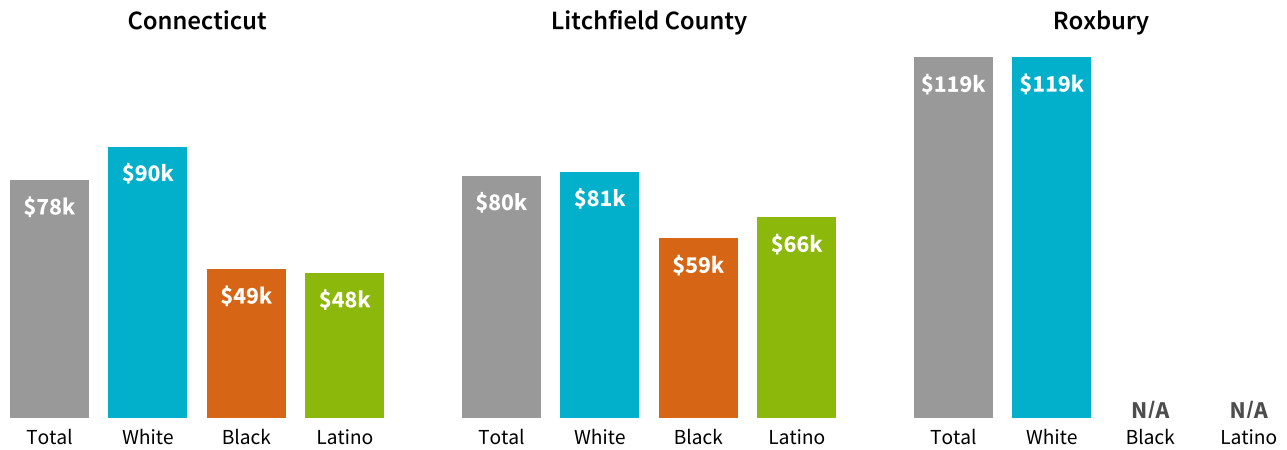 Connecticut
Litchfield County
Roxbury
$78k
$90k
$49k
$48k
$80k
$81k
$59k
$66k
$119k
$119k
N/A
N/A
Total
White
Black
Latino
Total
White
Black
Latino
Total
White
Black
Latino